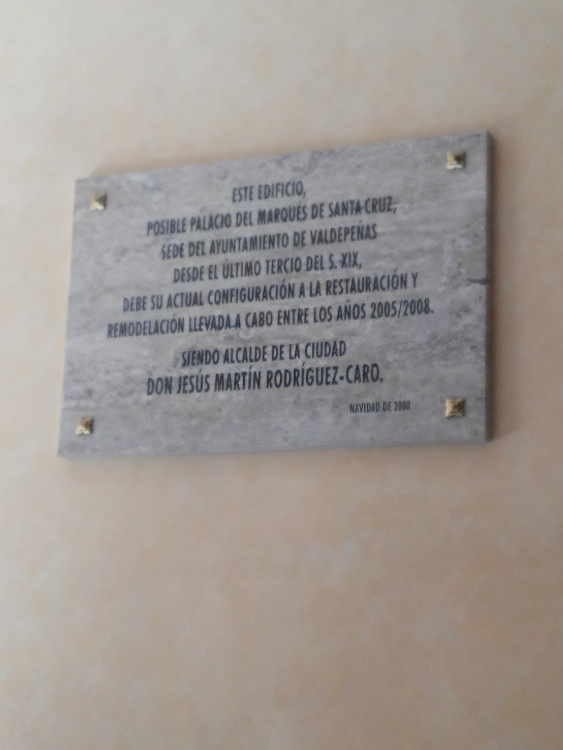 ESTE EDIFICIO,
POSIBLE PALACIO DEL MARQUES DE SANTA CRUZ,
SEDE DEL AYUNTAMIENTO DE VALDEPEÑAS
DESDE EL ÚLTIMO TERCIO DEL S. XIX,
DEBE SU ACTUAL CONFIGURACIÓN A LA RESTAURACIÓN Y
REMODELACIÓN LLEVADA A CABO ENTRE LOS AÑOS 2005/2008.
SIENDO ALCALDE DE LA CIUDAD
DON JESÚS MARTÍN RODRÍGUEZ-CARO.
NAVIDAD DE 2008